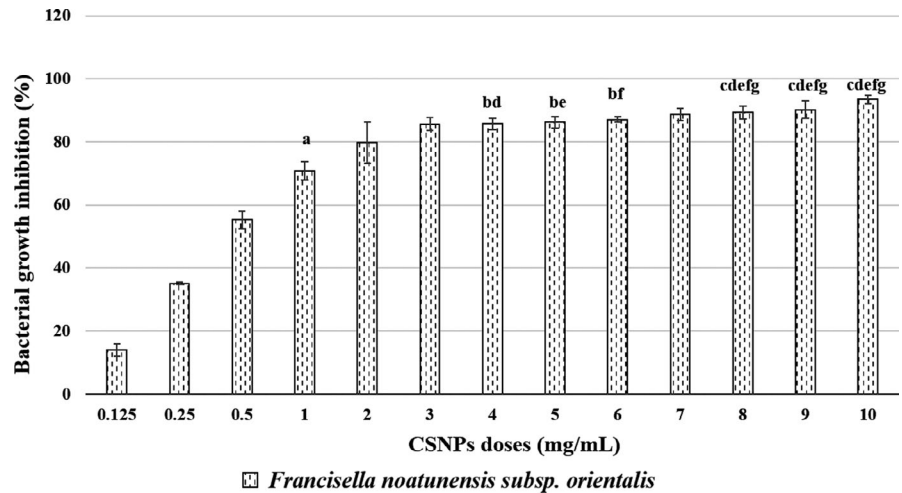 Bacterial growth inhibition (%)
120
100
80
60
40
20
0
a
bd
be
bf
cdefg
cdefg
cdefg
0.125 0.25 0.5 1 2 3 4 5 6 7 8 9 10
CSNPs doses (mg/mL)
Francisella noatunensis subsp. orientalis